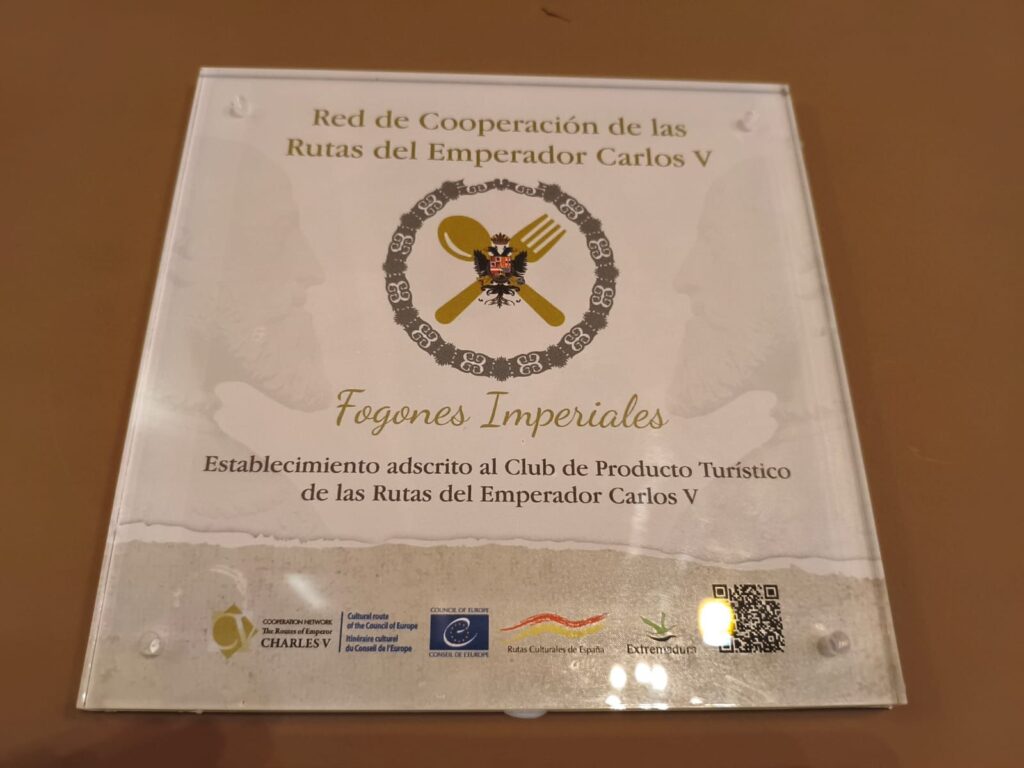 Red de Cooperación de las
Rutas del Emperador Carlos V
Fogones Imperiales
Establecimiento adscrito al Club de Producto Turístico
de las Rutas del Emperador Carlos V
COOPERATION NETWORK
The Routes of Emperor
CHARLES V
Cultural route
of the Council of Europe
Itinéraire culturel
du Conseil de l'Europe
COUNCIL OF EUROPE
CONSEIL DE L'EUROPE
Rutas Culturales de España
Extremadura